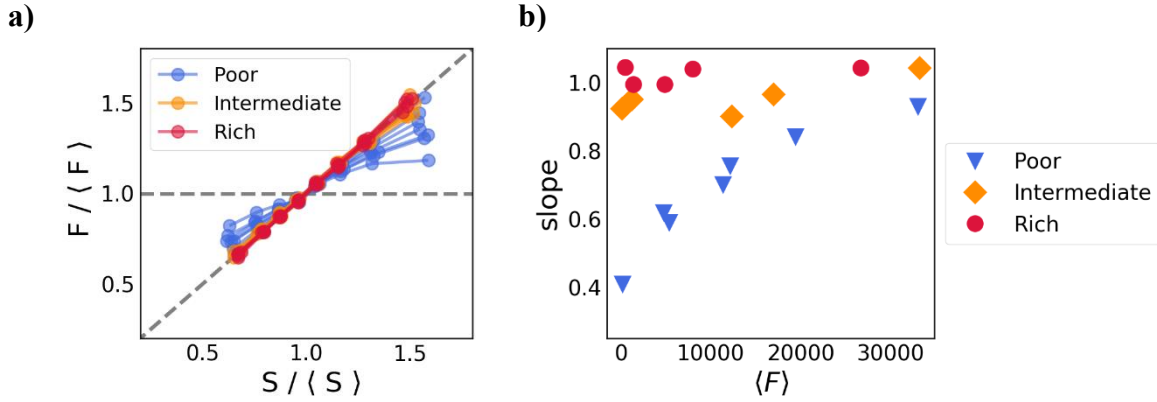 a)
F / ⟨ F ⟩
1.5
1.0
0.5
Poor
Intermediate
Rich
0.5 1.0 1.5
S / ⟨ S ⟩
b)
slope
1.0
0.8
0.6
0.4
0 10000 20000 30000
⟨F⟩
Poor
Intermediate
Rich